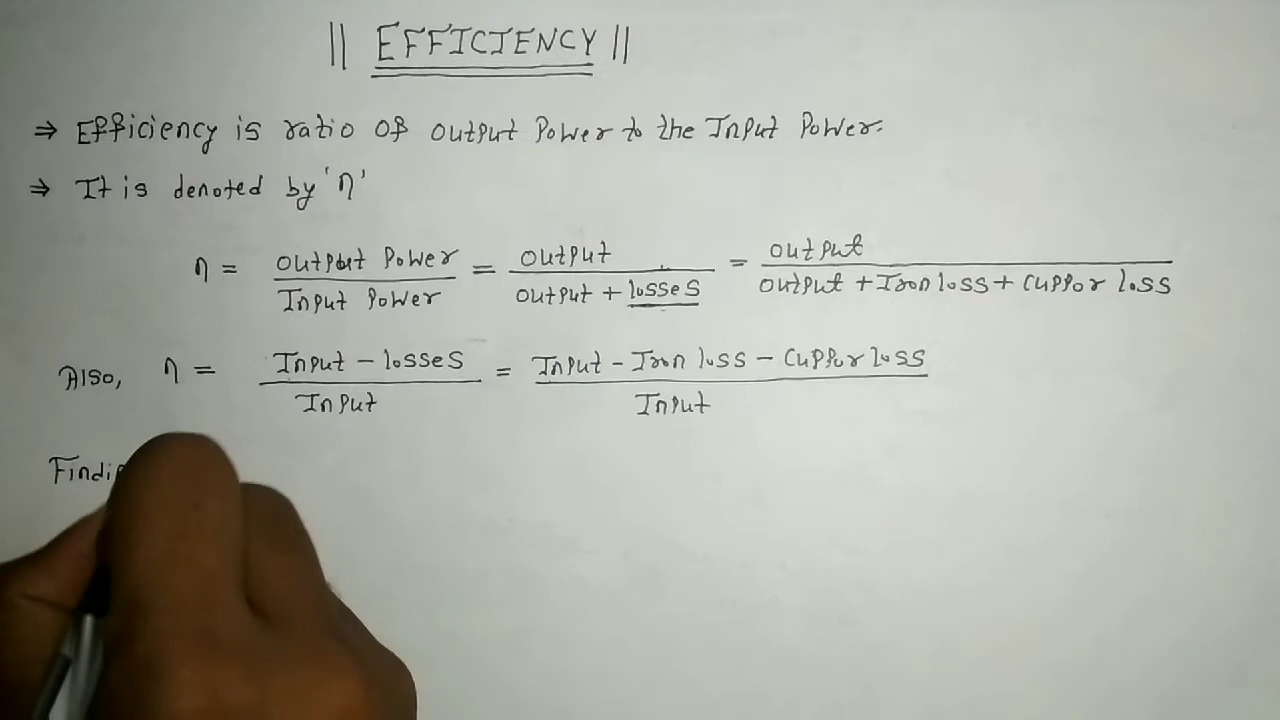 || EFFICIENCY ||
⇒ Efficiency is ratio of output Power to the Input Power.
⇒ It is denoted by 'η'
η = Output Power / Input Power = output / output + losses = output / output + Iron loss + Cuppor loss
Also, η = Input - losses / Input = Input - Iron loss - Cuppor loss / Input